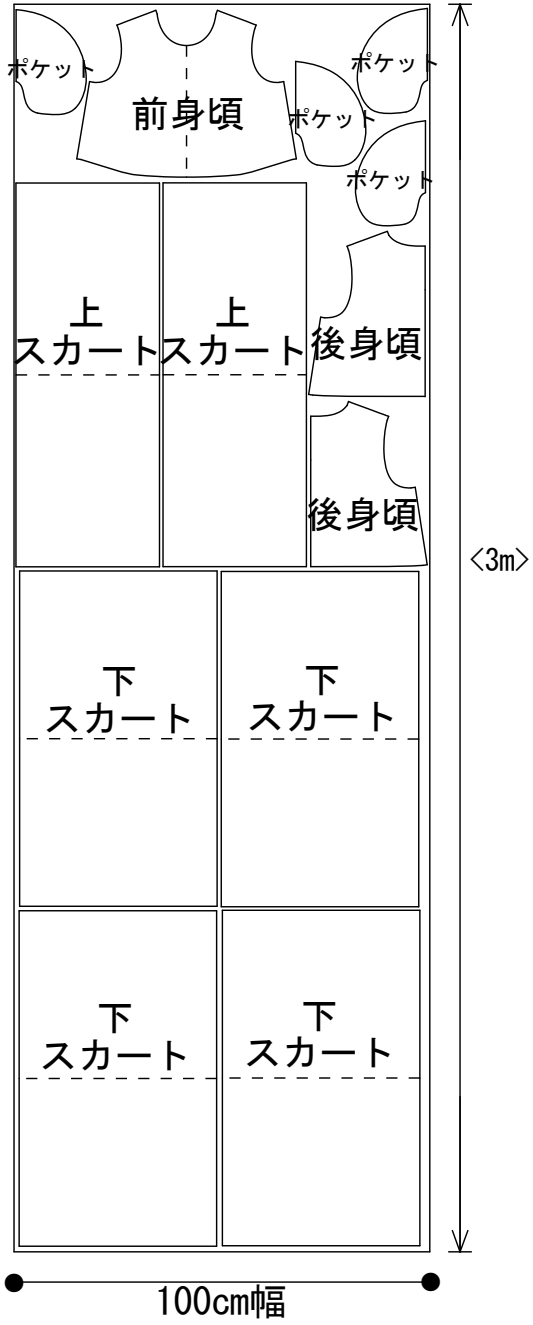 ポケット
前身頃
ポケット
ポケット
ポケット
上
スカート
上
スカート
後身頃
後身頃
<3m>
下
スカート
下
スカート
下
スカート
下
スカート
100cm幅